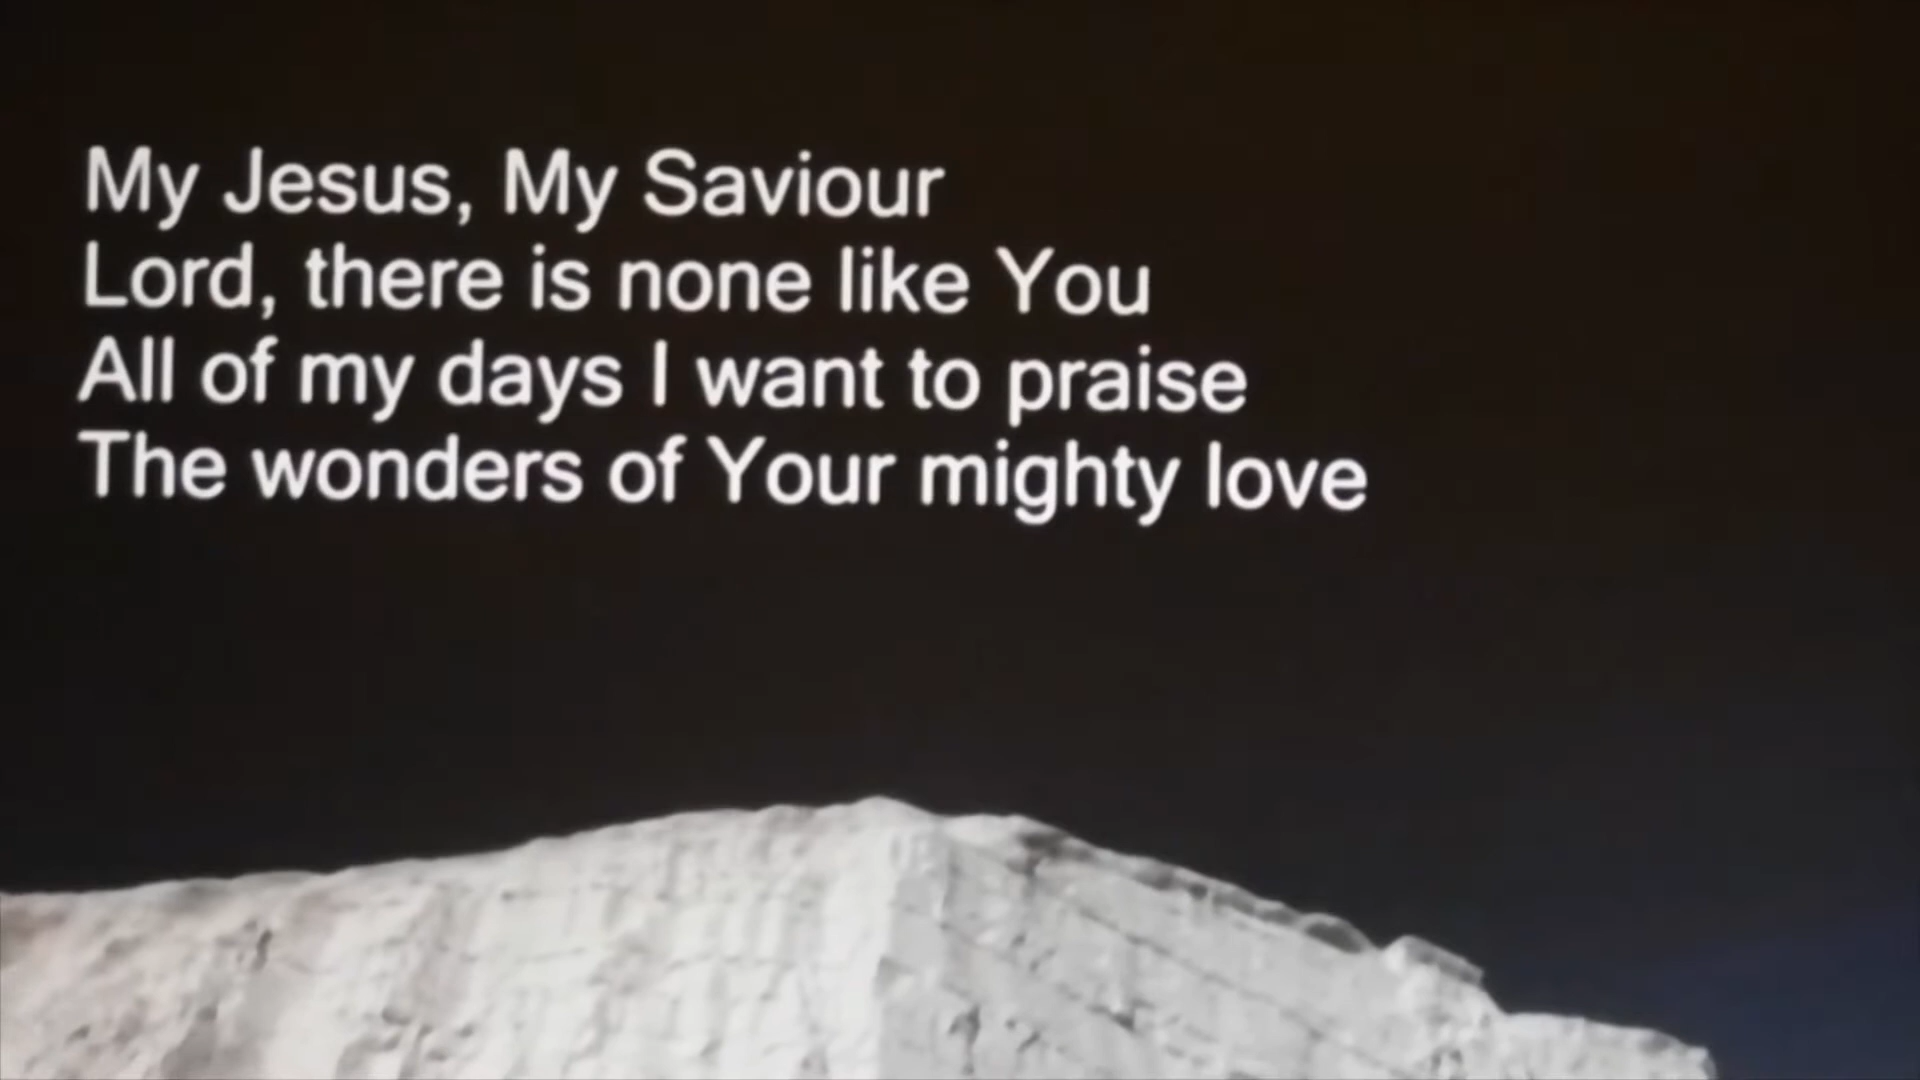 My Jesus, My Saviour
Lord, there is none like You
All of my days I want to praise
The wonders of Your mighty love